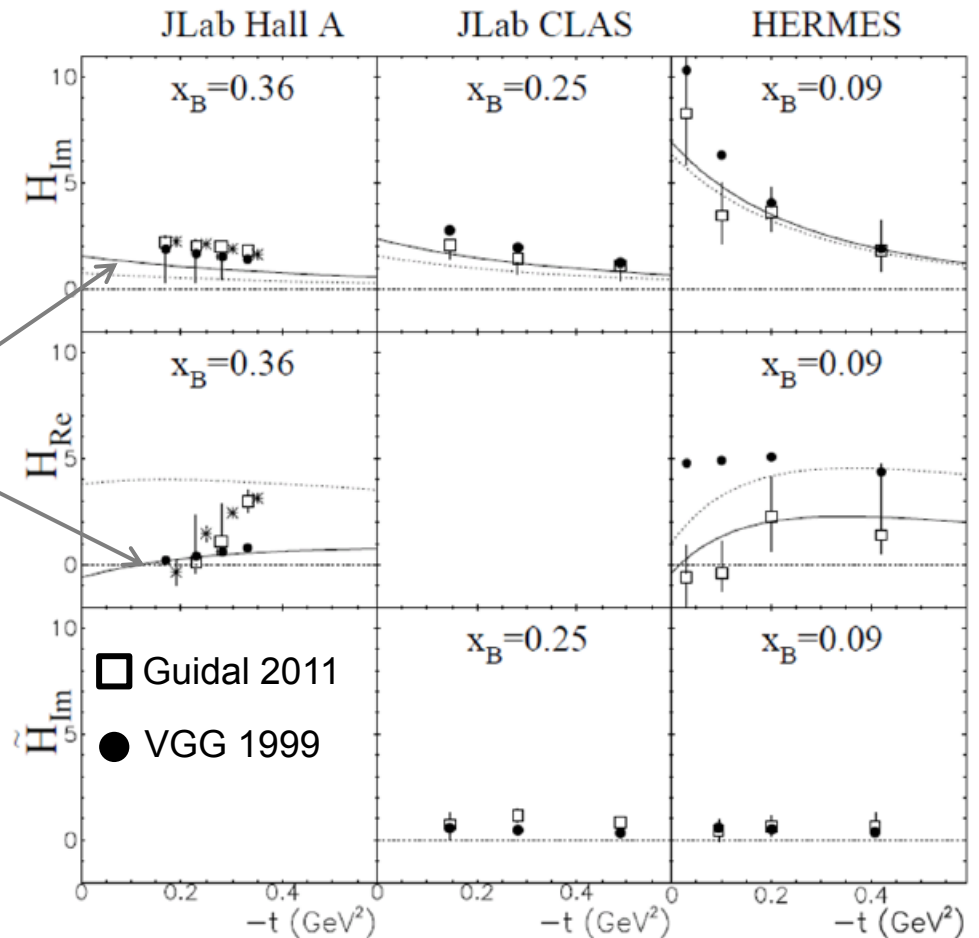 JLab Hall A JLab CLAS HERMES
x_B=0.36 x_B=0.25 x_B=0.09
H_Im
10
5
0
x_B=0.36 x_B=0.09
H_Re
10
5
0
x_B=0.25 x_B=0.09
H̃_Im
10
5
0
□ Guidal 2011
● VGG 1999
0 0.2 0.4 0 0.2 0.4 0 0.2 0.4
−t (GeV²) −t (GeV²) −t (GeV²)